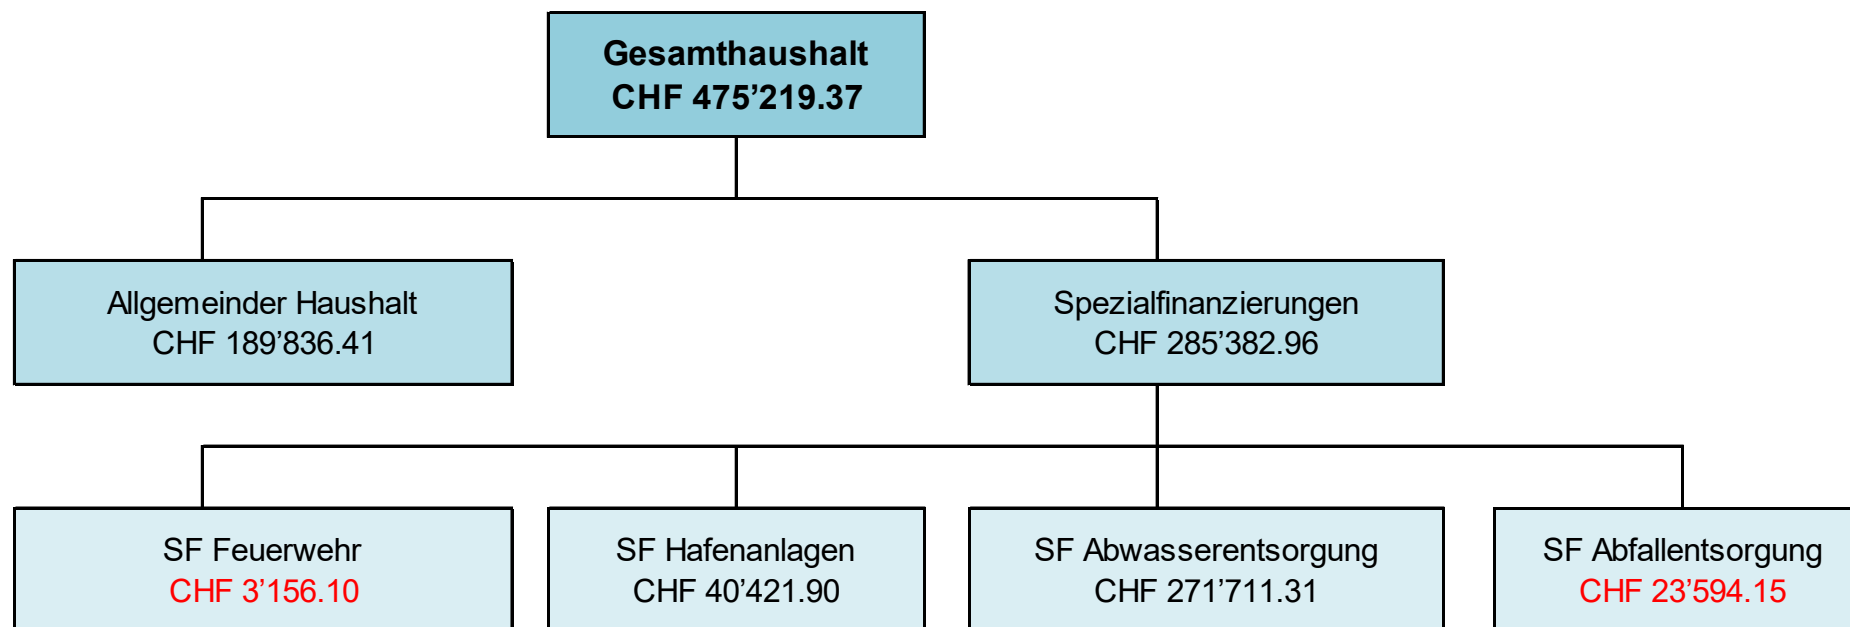 Gesamthaushalt
CHF 475’219.37
Allgemeinder Haushalt
CHF 189’836.41
Spezialfinanzierungen
CHF 285’382.96
SF Feuerwehr
CHF 3’156.10
SF Hafenanlagen
CHF 40’421.90
SF Abwasserentsorgung
CHF 271’711.31
SF Abfallentsorgung
CHF 23’594.15